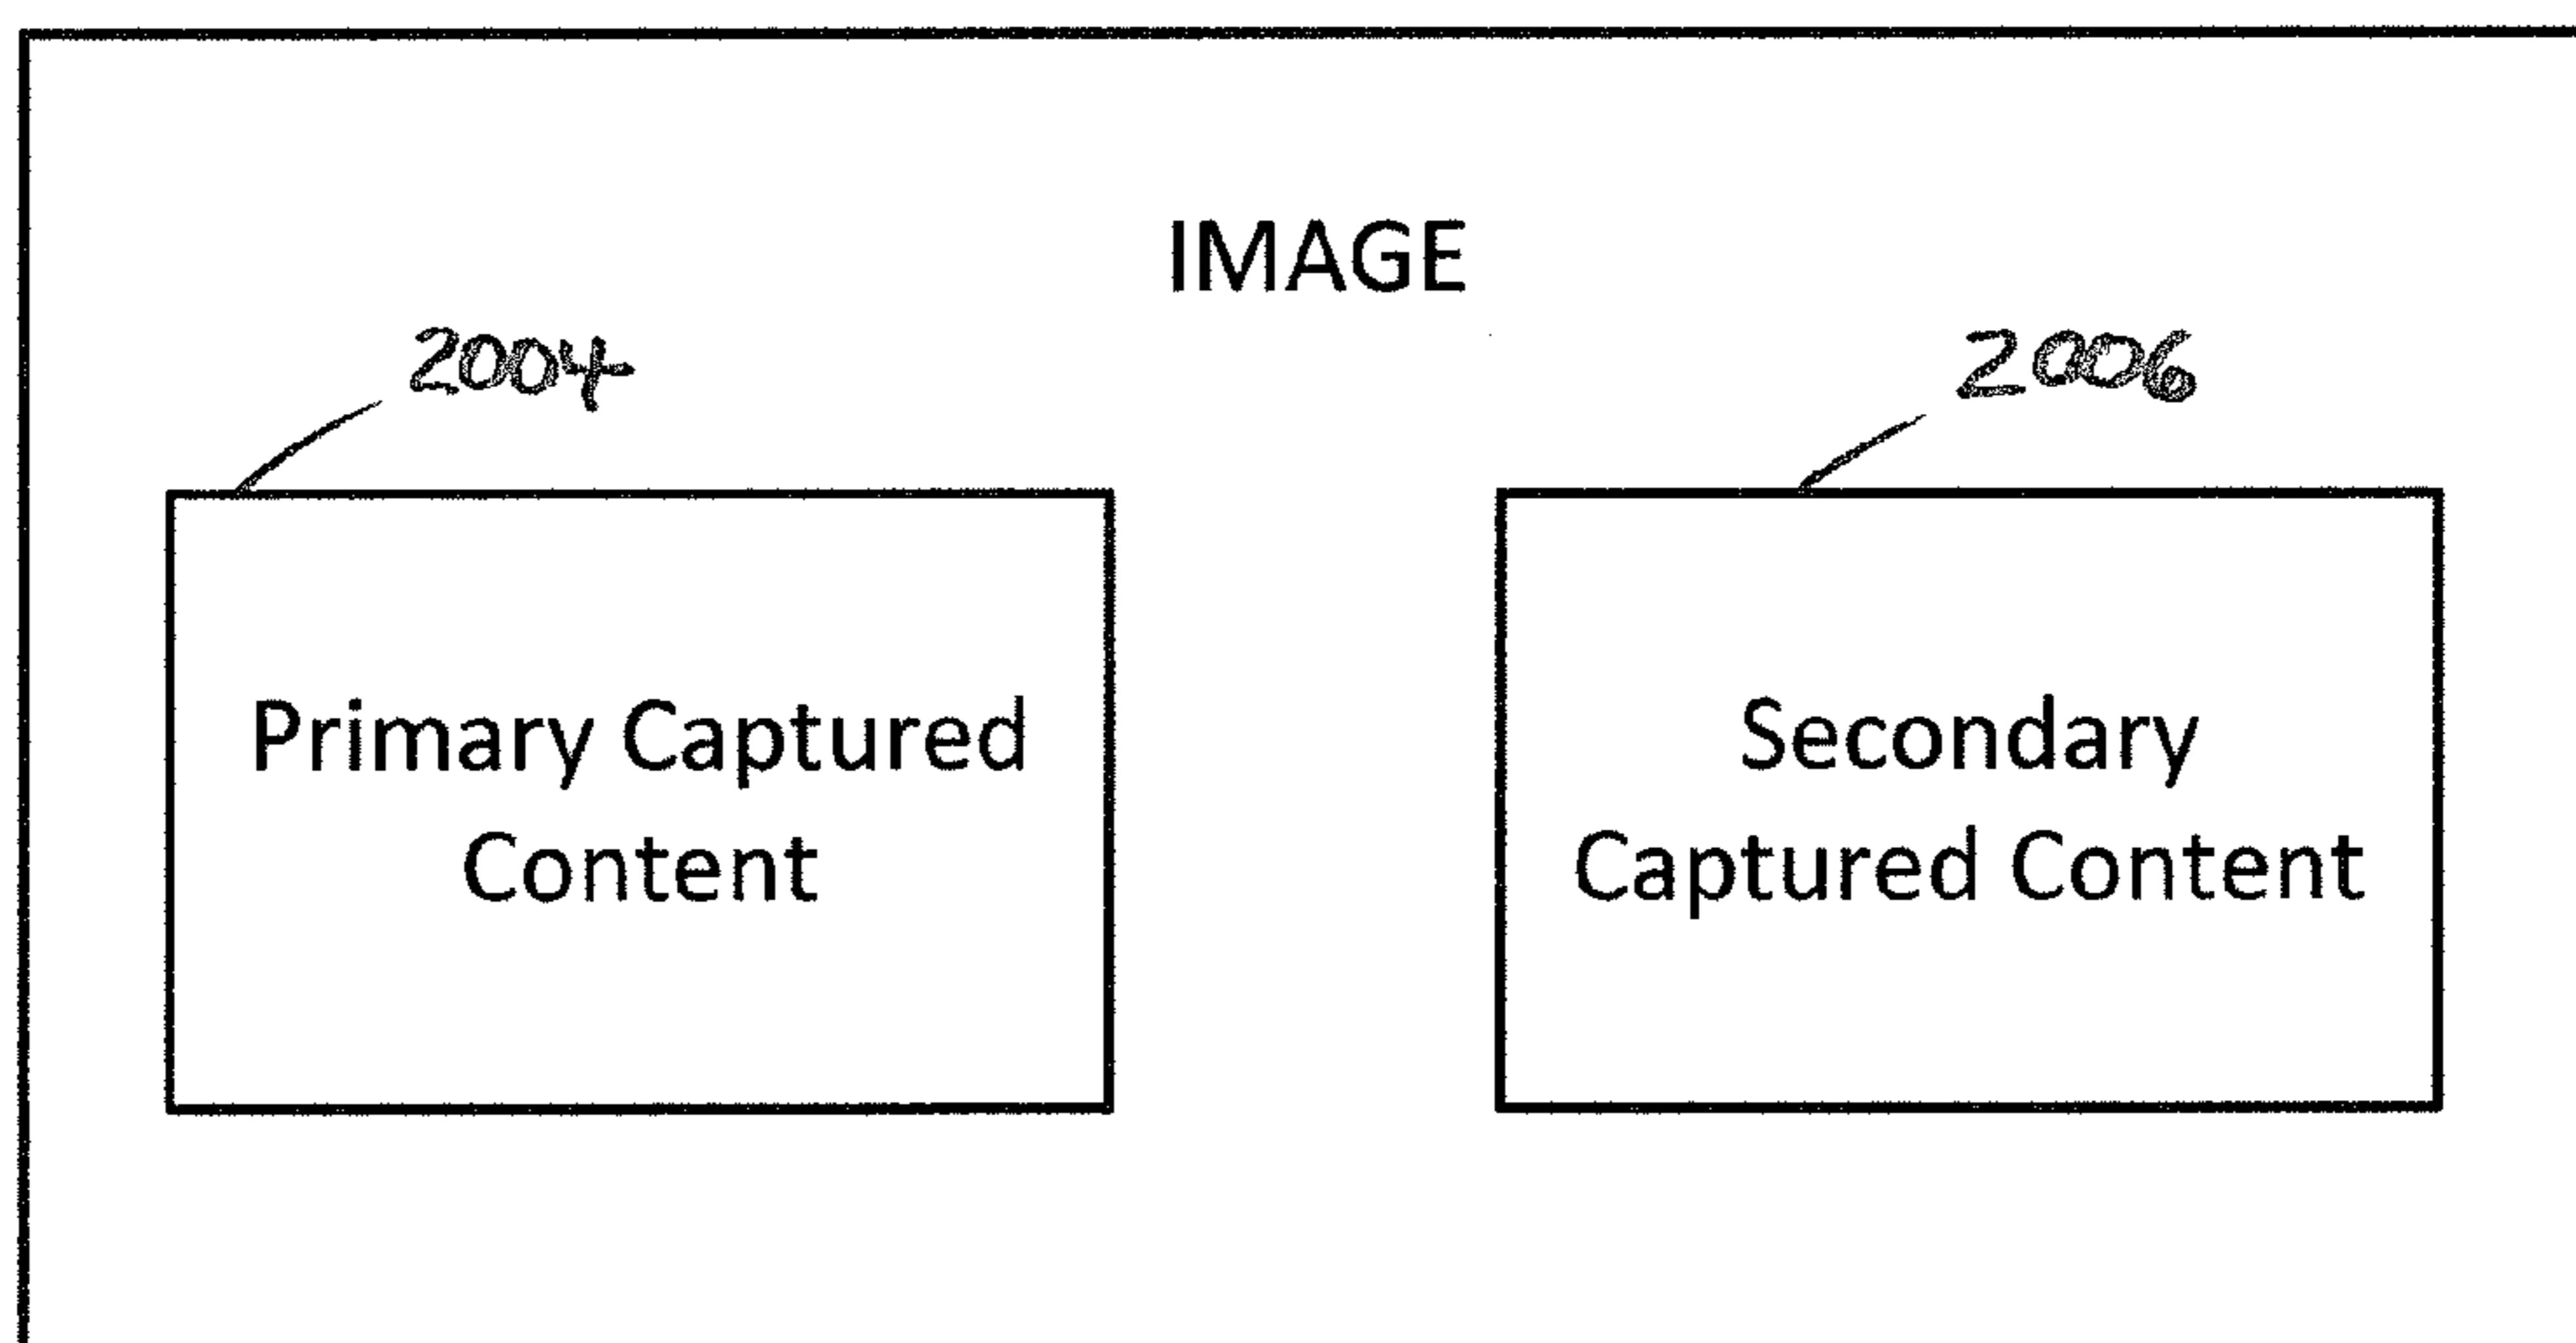 IMAGE
2004
2006
Primary Captured
Content
Secondary
Captured Content